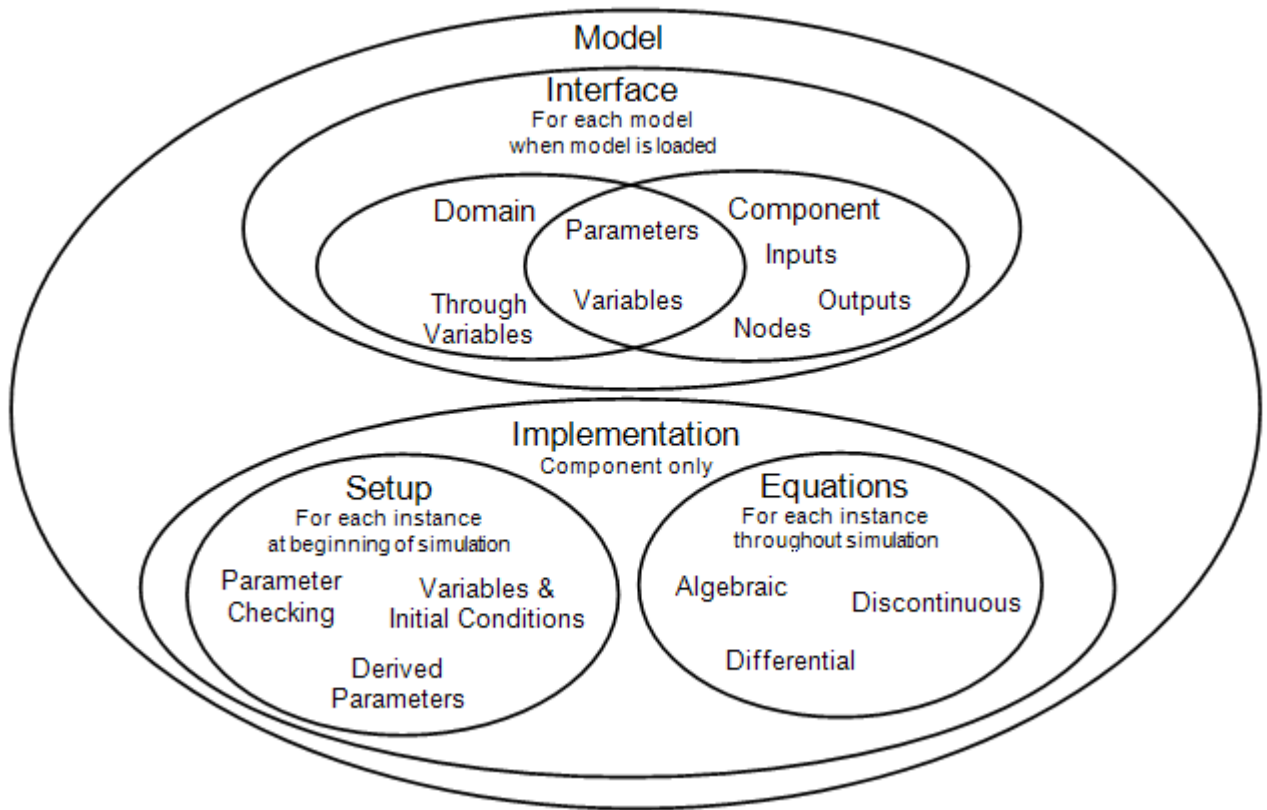 Model
Interface
For each model
when model is loaded
Domain
Component
Parameters
Inputs
Through
Variables
Variables
Outputs
Nodes
Implementation
Component only
Setup
For each instance
at beginning of simulation
Parameter
Checking
Variables &
Initial Conditions
Derived
Parameters
Equations
For each instance
throughout simulation
Algebraic
Discontinuous
Differential